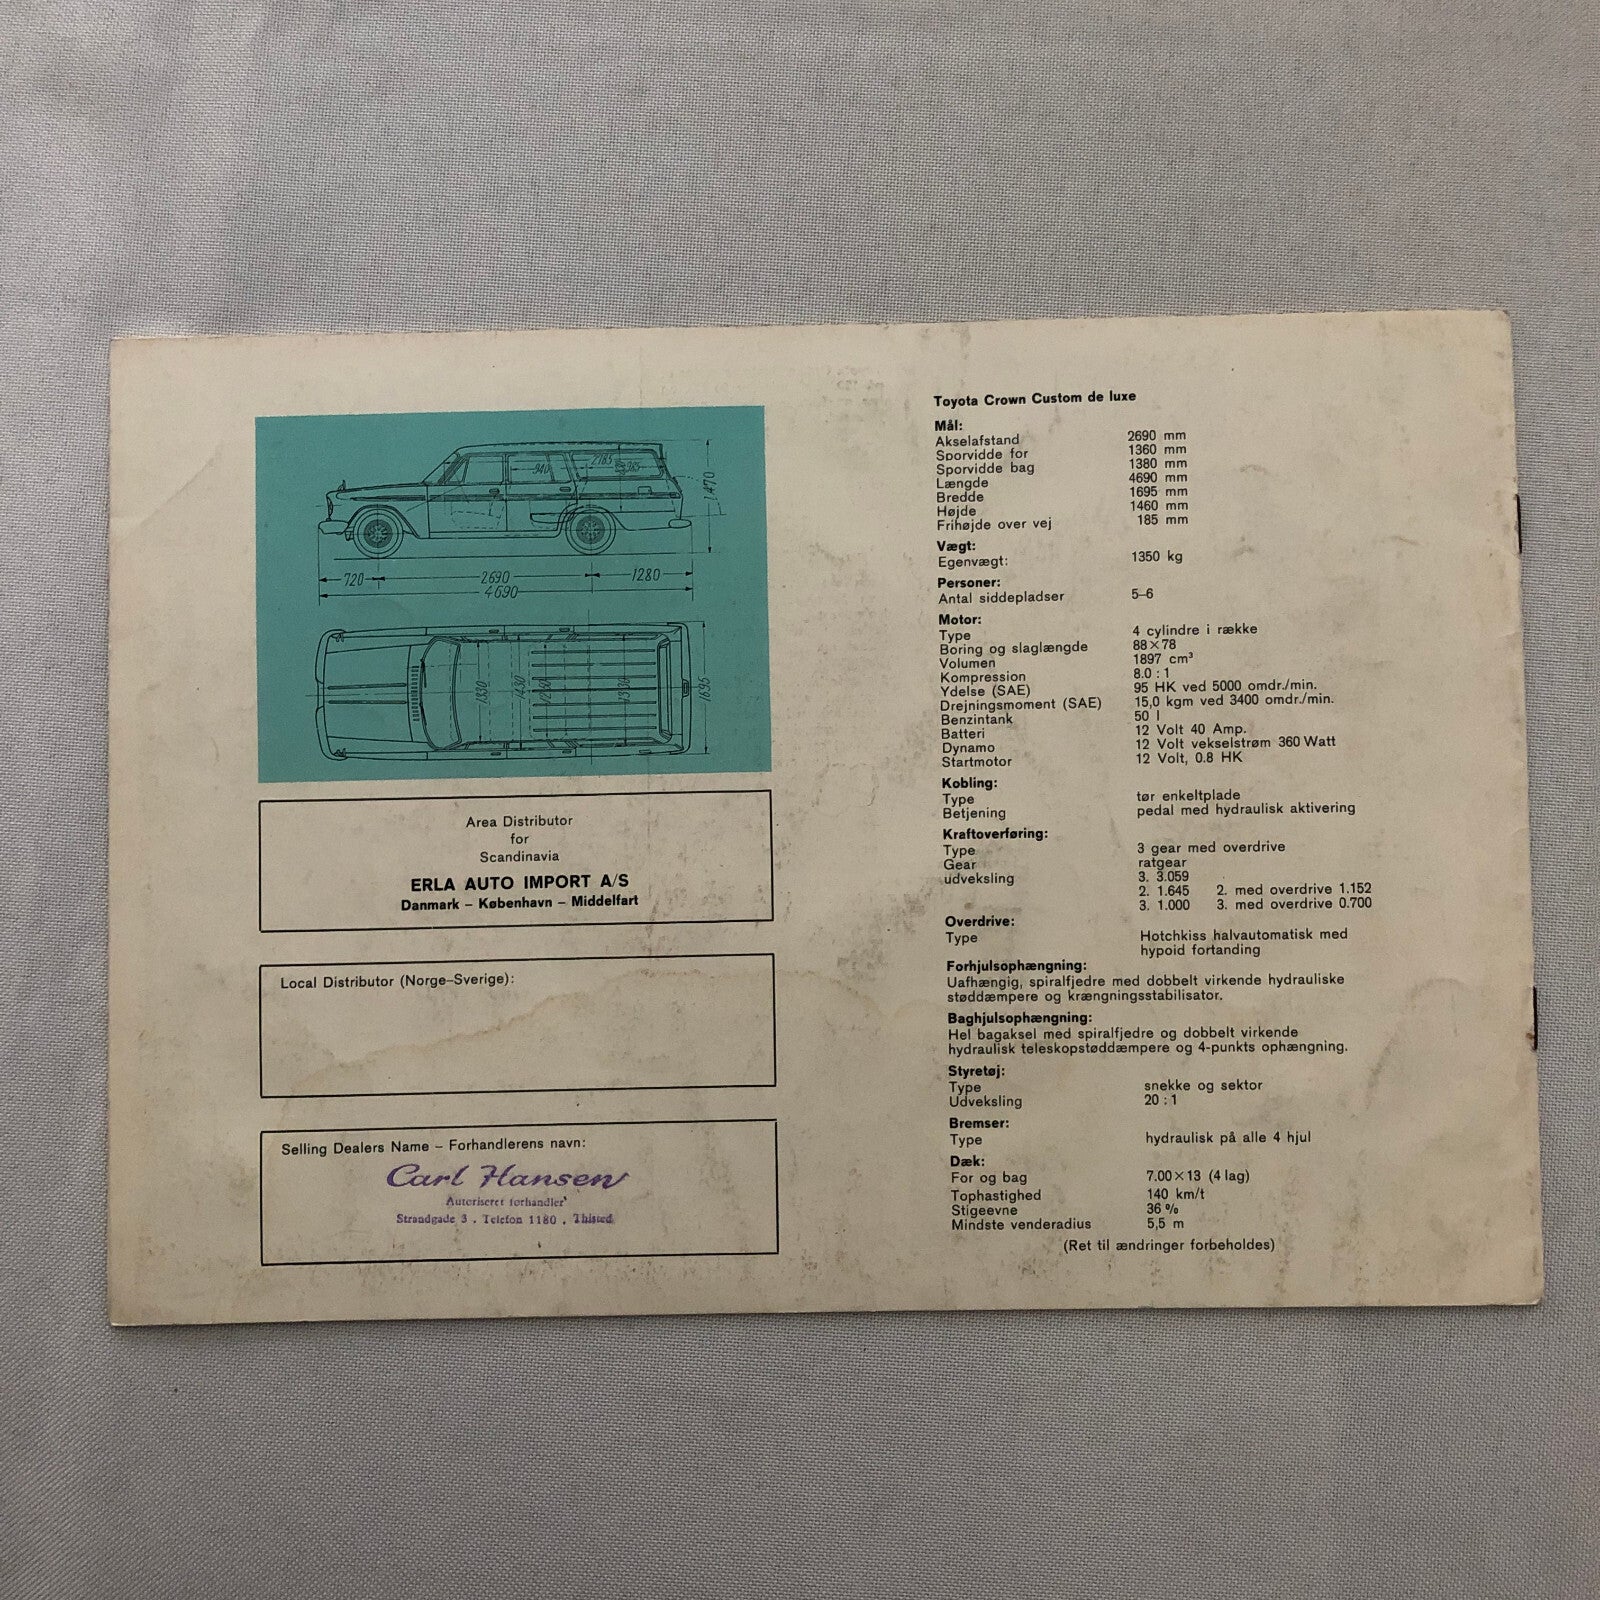 940
2185
285
1470
720
2690
1280
4690
1330
1430
1695
Area Distributor
for
Scandinavia
ERLA AUTO IMPORT A/S
Danmark – København – Middelfart
Local Distributor (Norge–Sverige):
Selling Dealers Name – Forhandlerens navn:
Carl Hansen
Autoriseret forhandler
Strandgade 3 . Telefon 1180 . Thisted
Toyota Crown Custom de luxe
Mål:
Akselafstand 2690 mm
Sporvidde for 1360 mm
Sporvidde bag 1380 mm
Længde 4690 mm
Bredde 1695 mm
Højde 1460 mm
Frihøjde over vej 185 mm
Vægt:
Egenvægt: 1350 kg
Personer:
Antal siddepladser 5–6
Motor:
Type 4 cylindre i række
Boring og slaglængde 88×78
Volumen 1897 cm³
Kompression 8.0 : 1
Ydelse (SAE) 95 HK ved 5000 omdr./min.
Drejningsmoment (SAE) 15,0 kgm ved 3400 omdr./min.
Benzintank 50 l
Batteri 12 Volt 40 Amp.
Dynamo 12 Volt vekselstrøm 360 Watt
Startmotor 12 Volt, 0.8 HK
Kobling:
Type tør enkeltplade
Betjening pedal med hydraulisk aktivering
Kraftoverføring:
Type 3 gear med overdrive
Gear ratgear
udveksling 3. 3.059
2. 1.645 2. med overdrive 1.152
3. 1.000 3. med overdrive 0.700
Overdrive:
Type Hotchkiss halvautomatisk med
hypoid fortanding
Forhjulsophængning:
Uafhængig, spiralfjedre med dobbelt virkende hydrauliske
støddæmpere og krængningsstabilisator.
Baghjulsophængning:
Hel bagaksel med spiralfjedre og dobbelt virkende
hydraulisk teleskopstøddæmpere og 4-punkts ophængning.
Styretøj:
Type snekke og sektor
Udveksling 20 : 1
Bremser:
Type hydraulisk på alle 4 hjul
Dæk:
For og bag 7.00×13 (4 lag)
Tophastighed 140 km/t
Stigeevne 36 %
Mindste venderadius 5,5 m
(Ret til ændringer forbeholdes)